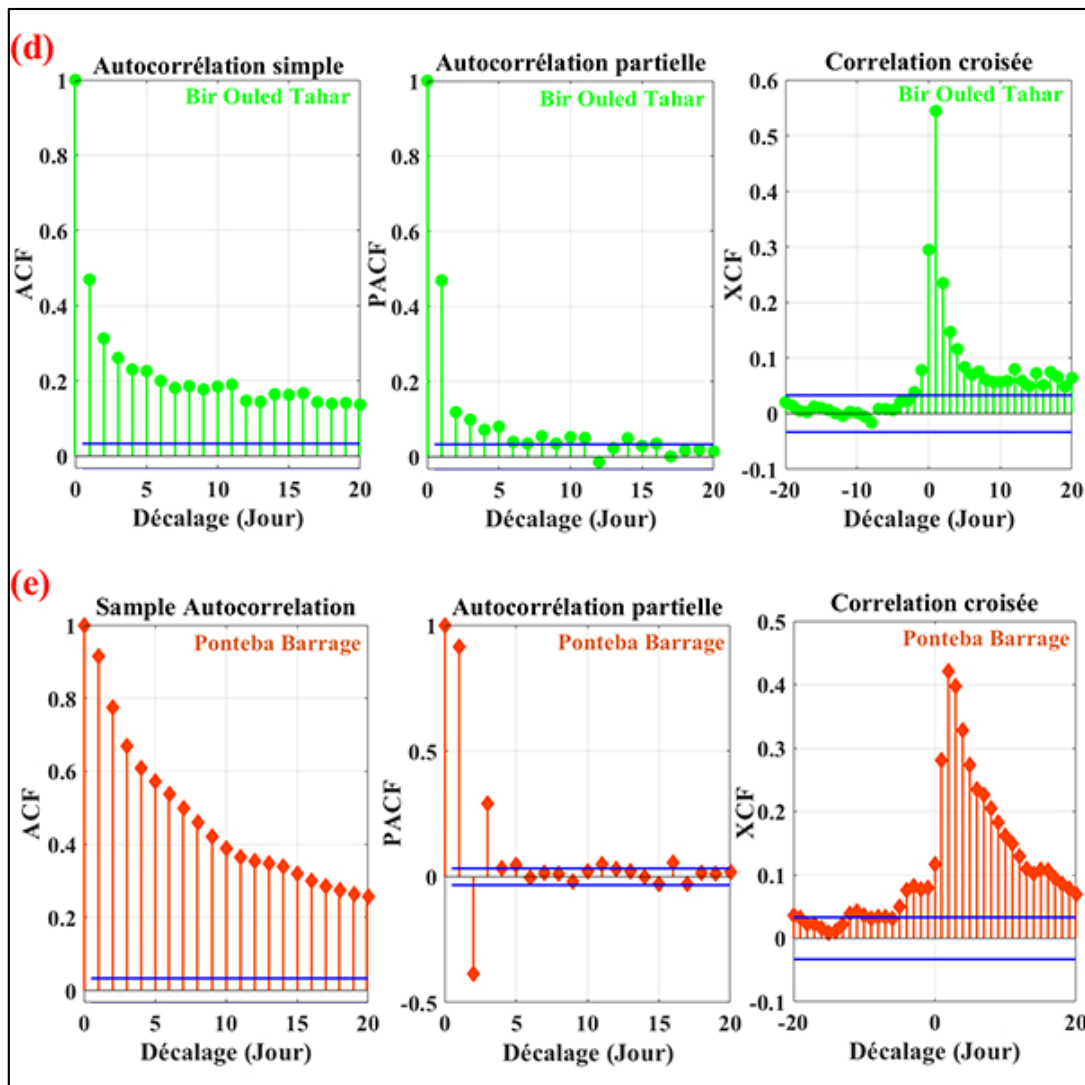 (d)
Autocorrélation simple
Bir Ouled Tahar
ACF
1
0.8
0.6
0.4
0.2
0
0 5 10 15 20
Décalage (Jour)
Autocorrélation partielle
Bir Ouled Tahar
PACF
1
0.8
0.6
0.4
0.2
0
0 5 10 15 20
Décalage (Jour)
Correlation croisée
Bir Ouled Tahar
XCF
0.6
0.5
0.4
0.3
0.2
0.1
0
-0.1
-20 -10 0 10 20
Décalage (Jour)
(e)
Sample Autocorrelation
Ponteba Barrage
ACF
1
0.8
0.6
0.4
0.2
0
0 5 10 15 20
Décalage (Jour)
Autocorrélation partielle
Ponteba Barrage
PACF
1
0.5
0
-0.5
0 5 10 15 20
Décalage (Jour)
Correlation croisée
Ponteba Barrage
XCF
0.5
0.4
0.3
0.2
0.1
0
-0.1
-20 0 20
Décalage (Jour)